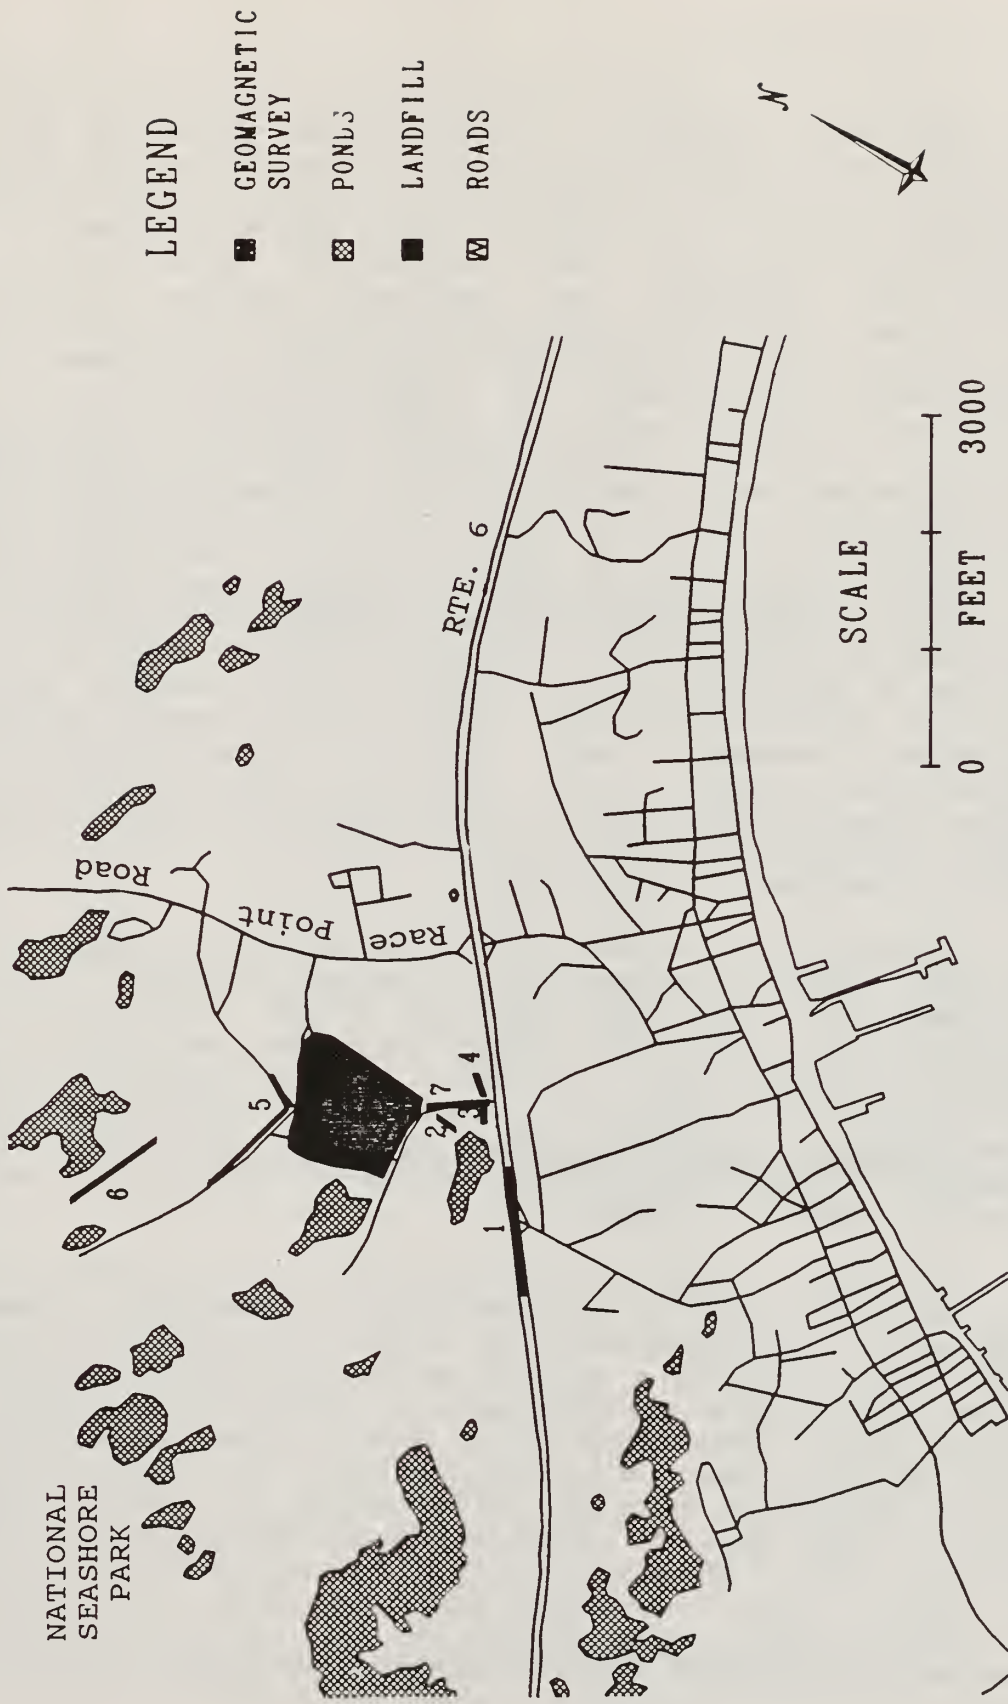 NATIONAL
SEASHORE
PARK
Race
Point
Road
RTE. 6
1
2
3
4
5
6
7
LEGEND
GEOMAGNETIC
SURVEY
PONDS
LANDFILL
ROADS
N
SCALE
0
FEET
3000